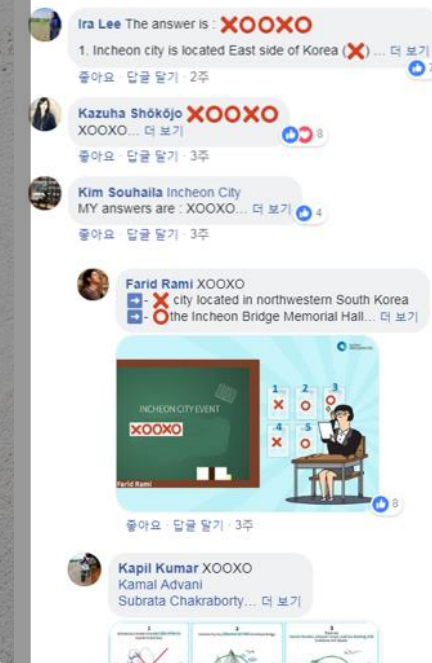 Ira Lee The answer is : ❌⭕⭕❌⭕
1. Incheon city is located East side of Korea (❌) ... 더 보기
좋아요 · 답글 달기 · 2주
Kazuha Shōkōjo ❌⭕⭕❌⭕
XOOXO... 더 보기
8
좋아요 · 답글 달기 · 3주
Kim Souhaila Incheon City
MY answers are : XOOXO... 더 보기
4
좋아요 · 답글 달기 · 3주
Farid Rami XOOXO
➡️- ❌ city located in northwestern South Korea
➡️- ⭕the Incheon Bridge Memorial Hall... 더 보기
INCHEON CITY EVENT
XOOXO
1 2 3
X O O
4 5
X O
Farid Rami
8
좋아요 · 답글 달기 · 3주
Kapil Kumar XOOXO
Kamal Advani
Subrata Chakraborty... 더 보기
1 2 3